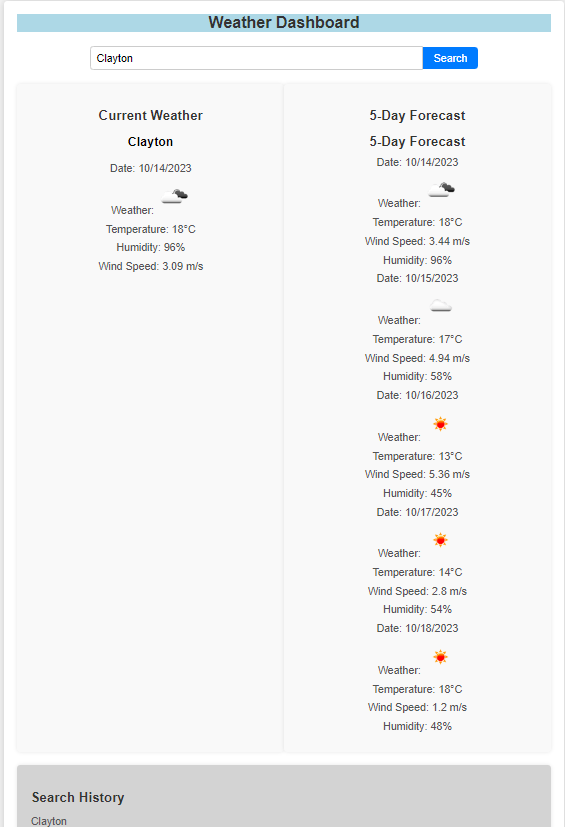 Weather Dashboard
Clayton
Search
Current Weather
Clayton
Date: 10/14/2023
Weather:
Temperature: 18°C
Humidity: 96%
Wind Speed: 3.09 m/s
5-Day Forecast
5-Day Forecast
Date: 10/14/2023
Weather:
Temperature: 18°C
Wind Speed: 3.44 m/s
Humidity: 96%
Date: 10/15/2023
Weather:
Temperature: 17°C
Wind Speed: 4.94 m/s
Humidity: 58%
Date: 10/16/2023
Weather:
Temperature: 13°C
Wind Speed: 5.36 m/s
Humidity: 45%
Date: 10/17/2023
Weather:
Temperature: 14°C
Wind Speed: 2.8 m/s
Humidity: 54%
Date: 10/18/2023
Weather:
Temperature: 18°C
Wind Speed: 1.2 m/s
Humidity: 48%
Search History
Clayton